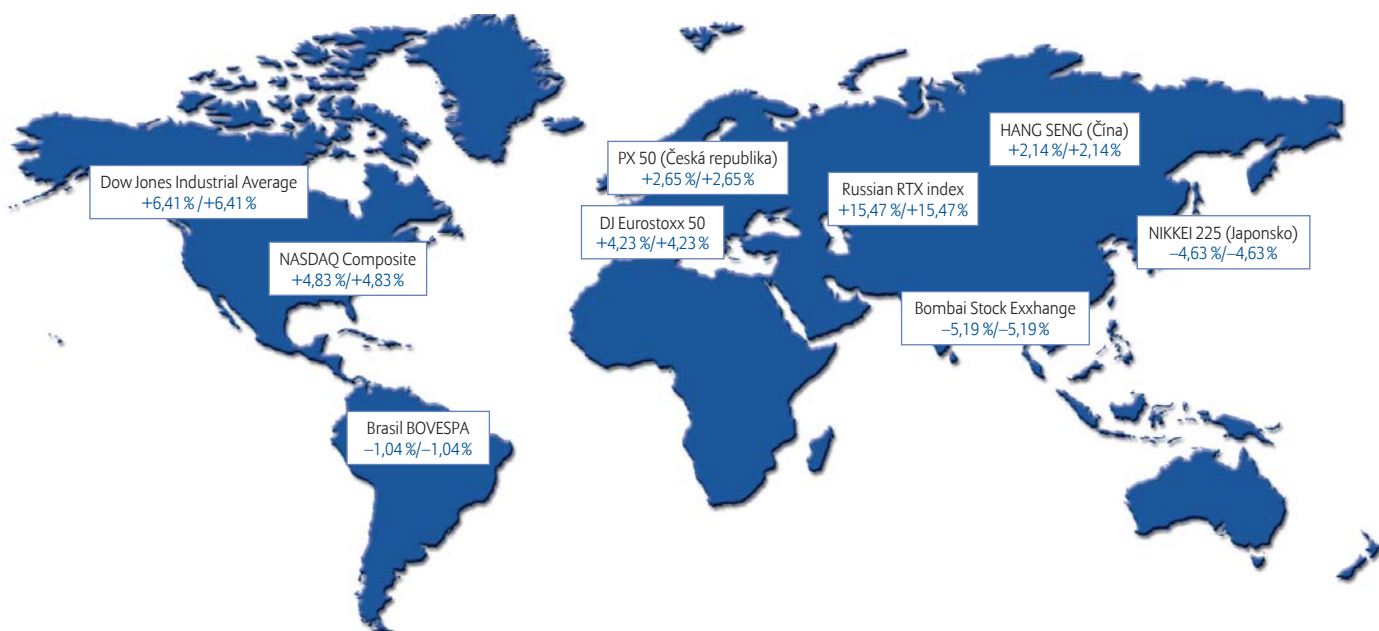 HANG SENG (Čína)
+2,14 %/+2,14 %
PX 50 (Česká republika)
+2,65 %/+2,65 %
Dow Jones Industrial Average
+6,41 % /+6,41 %
Russian RTX index
+15,47 %/+15,47%
DJ Eurostoxx 50
+4,23 %/+4,23 %
NIKKEI 225 (Japonsko)
–4,63 %/–4,63 %
NASDAQ Composite
+4,83 %/+4,83 %
Bombai Stock Exxhange
–5,19 %/–5,19 %
Brasil BOVESPA
–1,04 %/–1,04 %